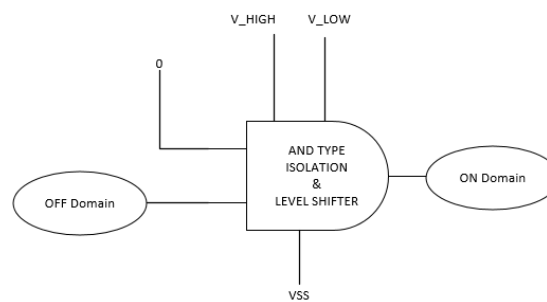 V_HIGH
V_LOW
0
AND TYPE
ISOLATION
&
LEVEL SHIFTER
OFF Domain
ON Domain
VSS